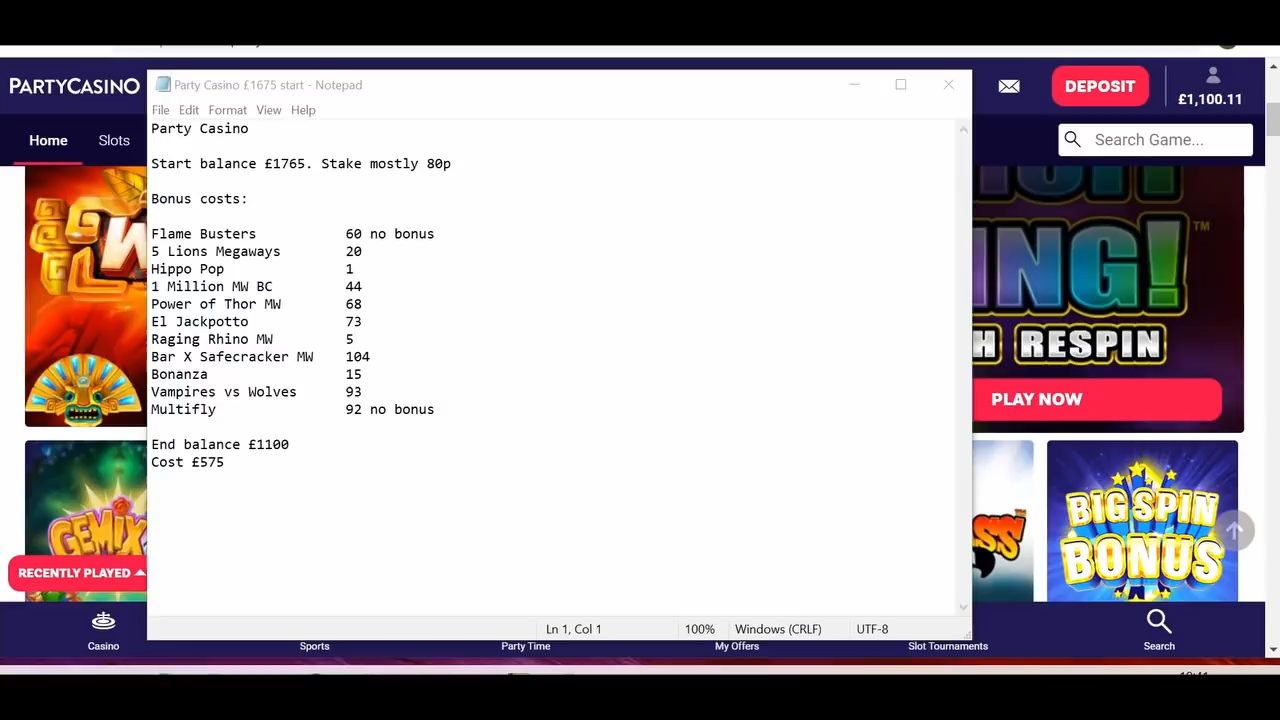 PARTYCASINO
Party Casino £1675 start - Notepad
DEPOSIT
£1,100.11
File Edit Format View Help
Home Slots
Search Game...
Party Casino
Start balance £1765. Stake mostly 80p
Bonus costs:
Flame Busters 60 no bonus
5 Lions Megaways 20
Hippo Pop 1
1 Million MW BC 44
Power of Thor MW 68
El Jackpotto 73
Raging Rhino MW 5
Bar X Safecracker MW 104
Bonanza 15
Vampires vs Wolves 93
Multifly 92 no bonus
End balance £1100
Cost £575
ING!™
H RESPIN
PLAY NOW
GEMIX
BIG SPIN
BONUS
RECENTLY PLAYED
Ln 1, Col 1 100% Windows (CRLF) UTF-8
Casino Sports Party Time My Offers Slot Tournaments Search